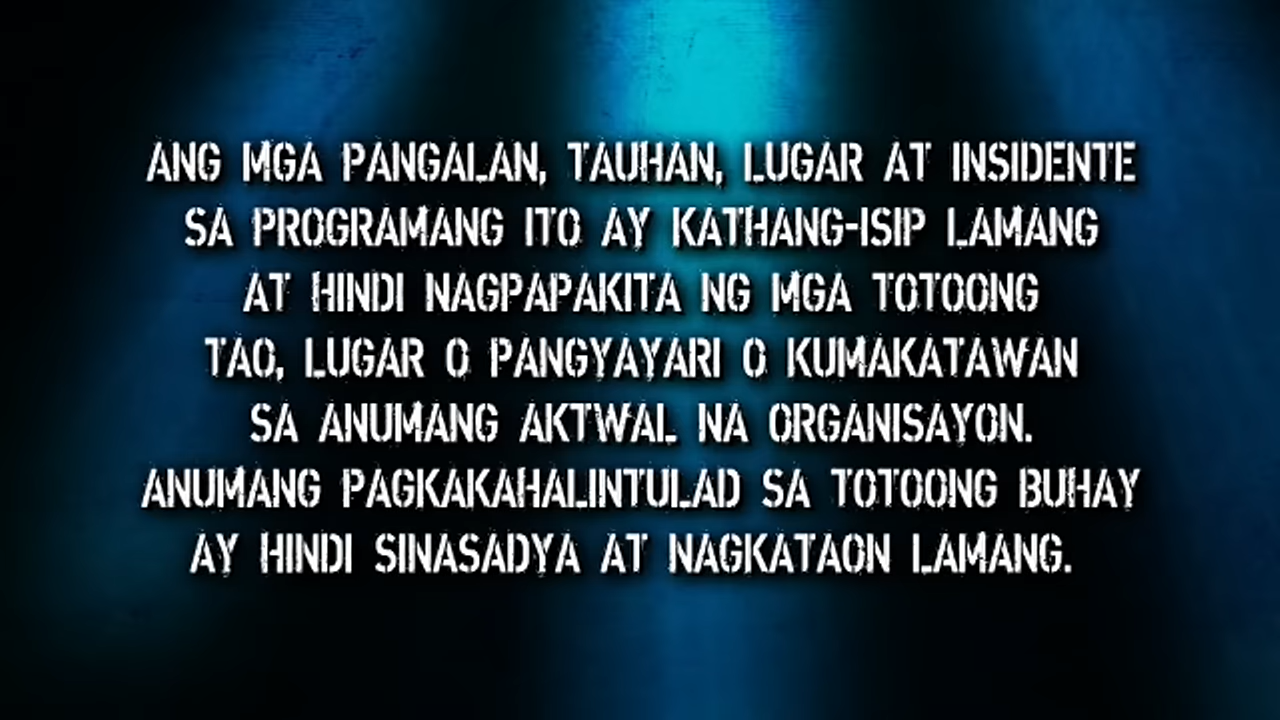 ANG MGA PANGALAN, TAUHAN, LUGAR AT INSIDENTE
SA PROGRAMANG ITO AY KATHANG-ISIP LAMANG
AT HINDI NAGPAPAKITA NG MGA TOTOONG
TAO, LUGAR O PANGYAYARI O KUMAKATAWAN
SA ANUMANG AKTWAL NA ORGANISAYON.
ANUMANG PAGKAKAHALINTULAD SA TOTOONG BUHAY
AY HINDI SINASADYA AT NAGKATAON LAMANG.